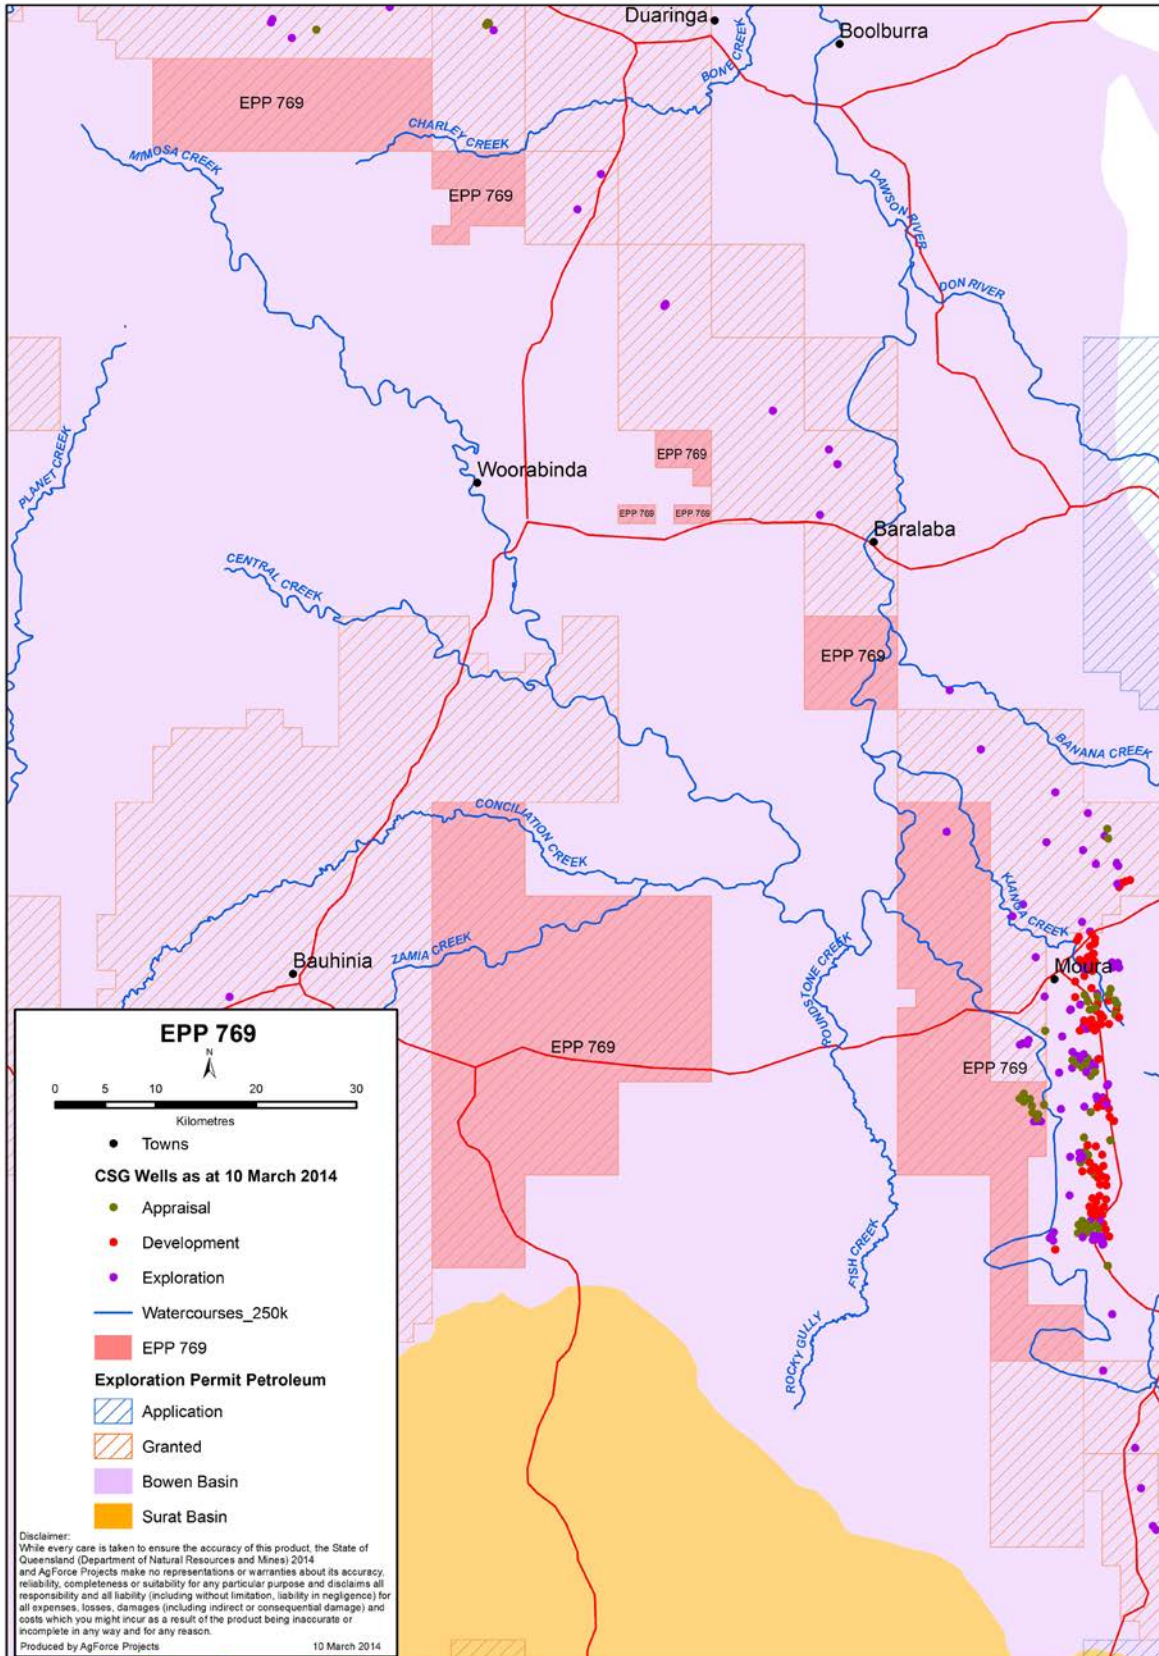 Duaringa
Boolburra
BONE CREEK
EPP 769
CHARLEY CREEK
MIMOSA CREEK
EPP 769
DAWSON RIVER
DON RIVER
PLANET CREEK
EPP 769
Woorabinda
EPP 769
EPP 769
Baralaba
CENTRAL CREEK
EPP 769
BANANA CREEK
CONCILIATION CREEK
KIANGA CREEK
ZAMIA CREEK
ROUNDSTONE CREEK
Bauhinia
Moura
EPP 769
EPP 769
FISH CREEK
ROCKY GULLY
EPP 769
N
0 5 10 20 30
Kilometres
Towns
CSG Wells as at 10 March 2014
Appraisal
Development
Exploration
Watercourses_250k
EPP 769
Exploration Permit Petroleum
Application
Granted
Bowen Basin
Surat Basin
Disclaimer:
While every care is taken to ensure the accuracy of this product, the State of
Queensland (Department of Natural Resources and Mines) 2014
and AgForce Projects make no representations or warranties about its accuracy,
reliability, completeness or suitability for any particular purpose and disclaims all
responsibility and all liability (including without limitation, liability in negligence) for
all expenses, losses, damages (including indirect or consequential damage) and
costs which you might incur as a result of the product being inaccurate or
incomplete in any way and for any reason.
Produced by AgForce Projects 10 March 2014